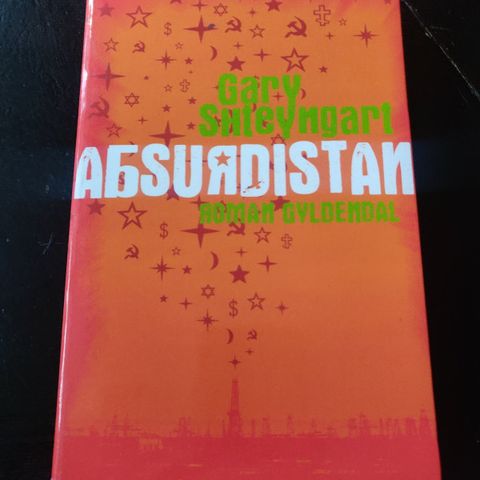 Gary
Shteyngart
ABSURDISTAN
ROMAN GYLDENDAL